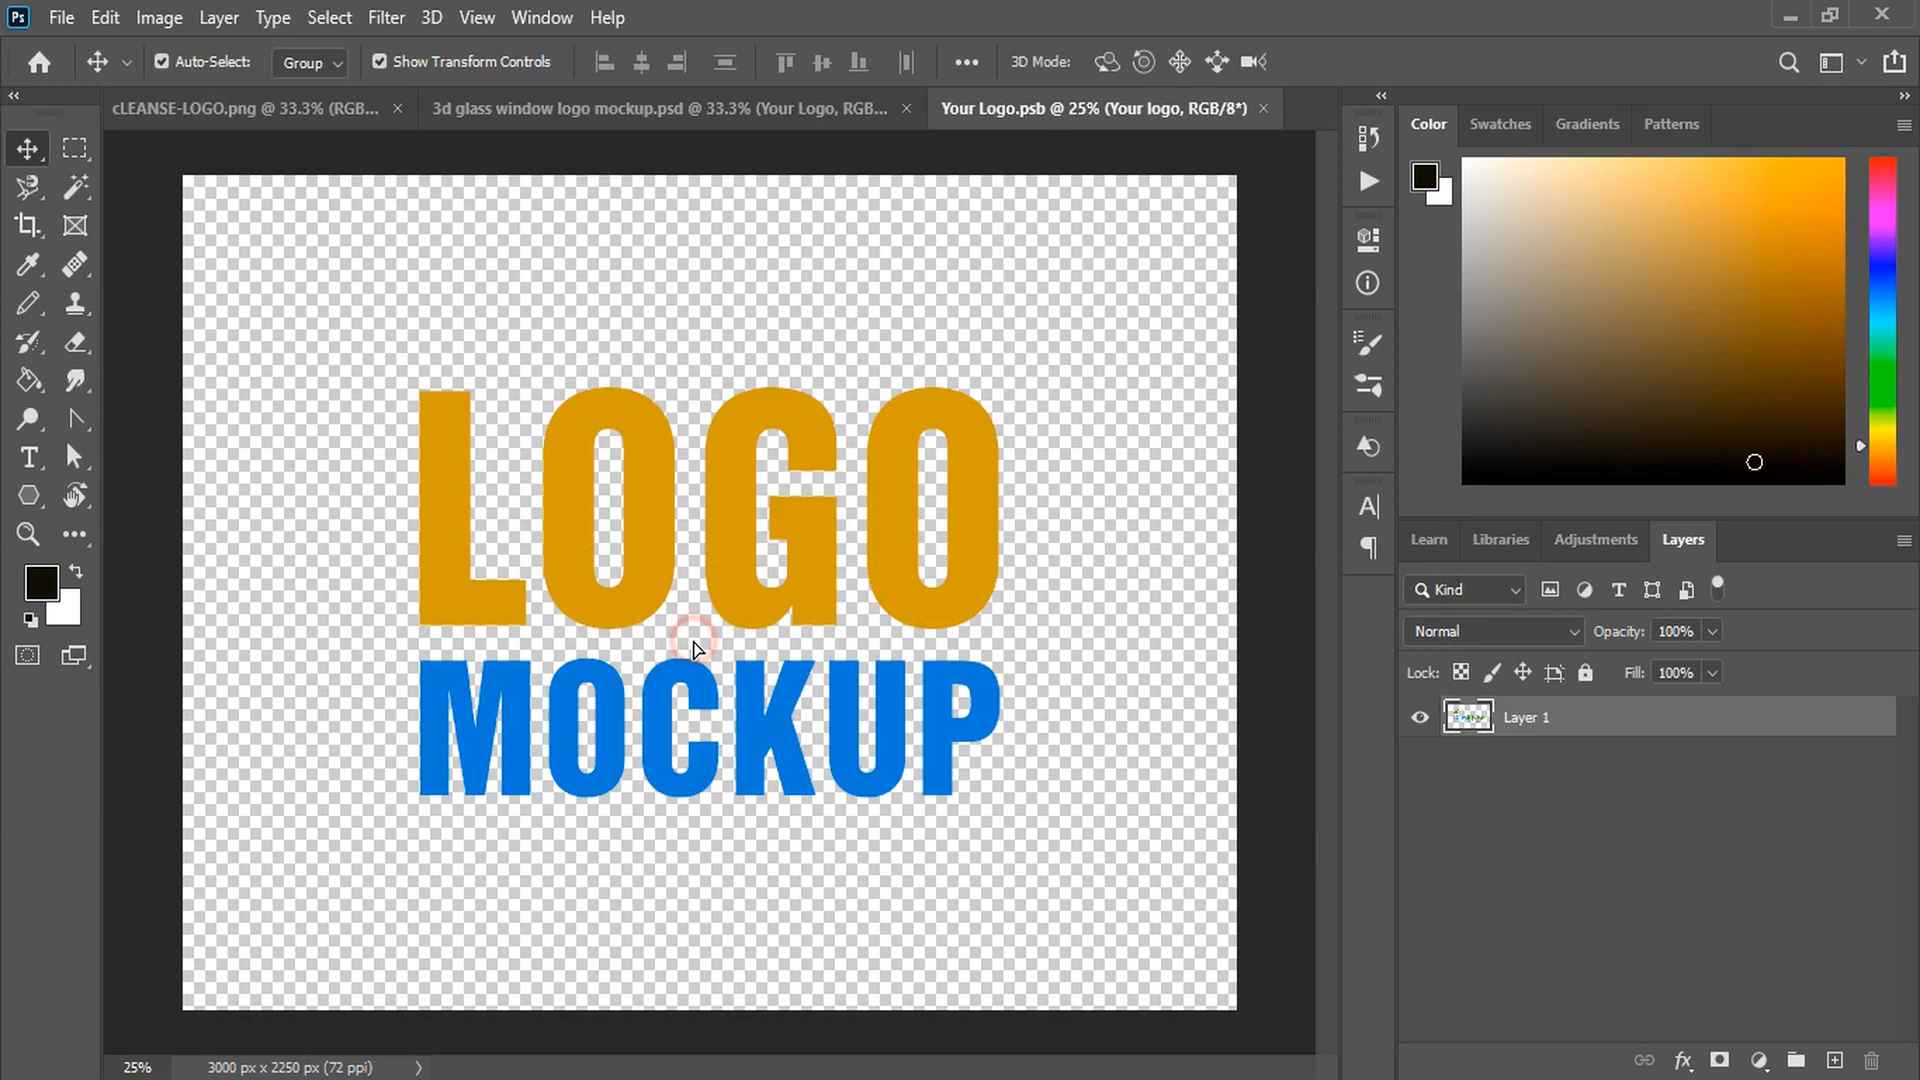 Ps File Edit Image Layer Type Select Filter 3D View Window Help
Auto-Select: Group Show Transform Controls 3D Mode:
cLEANSE-LOGO.png @ 33.3% (RGB... × 3d glass window logo mockup.psd @ 33.3% (Your Logo, RGB... × Your Logo.psb @ 25% (Your logo, RGB/8*) ×
Color Swatches Gradients Patterns
LOGO
MOCKUP
Learn Libraries Adjustments Layers
Kind
Normal Opacity: 100%
Lock: Fill: 100%
Layer 1
25% 3000 px x 2250 px (72 ppi)